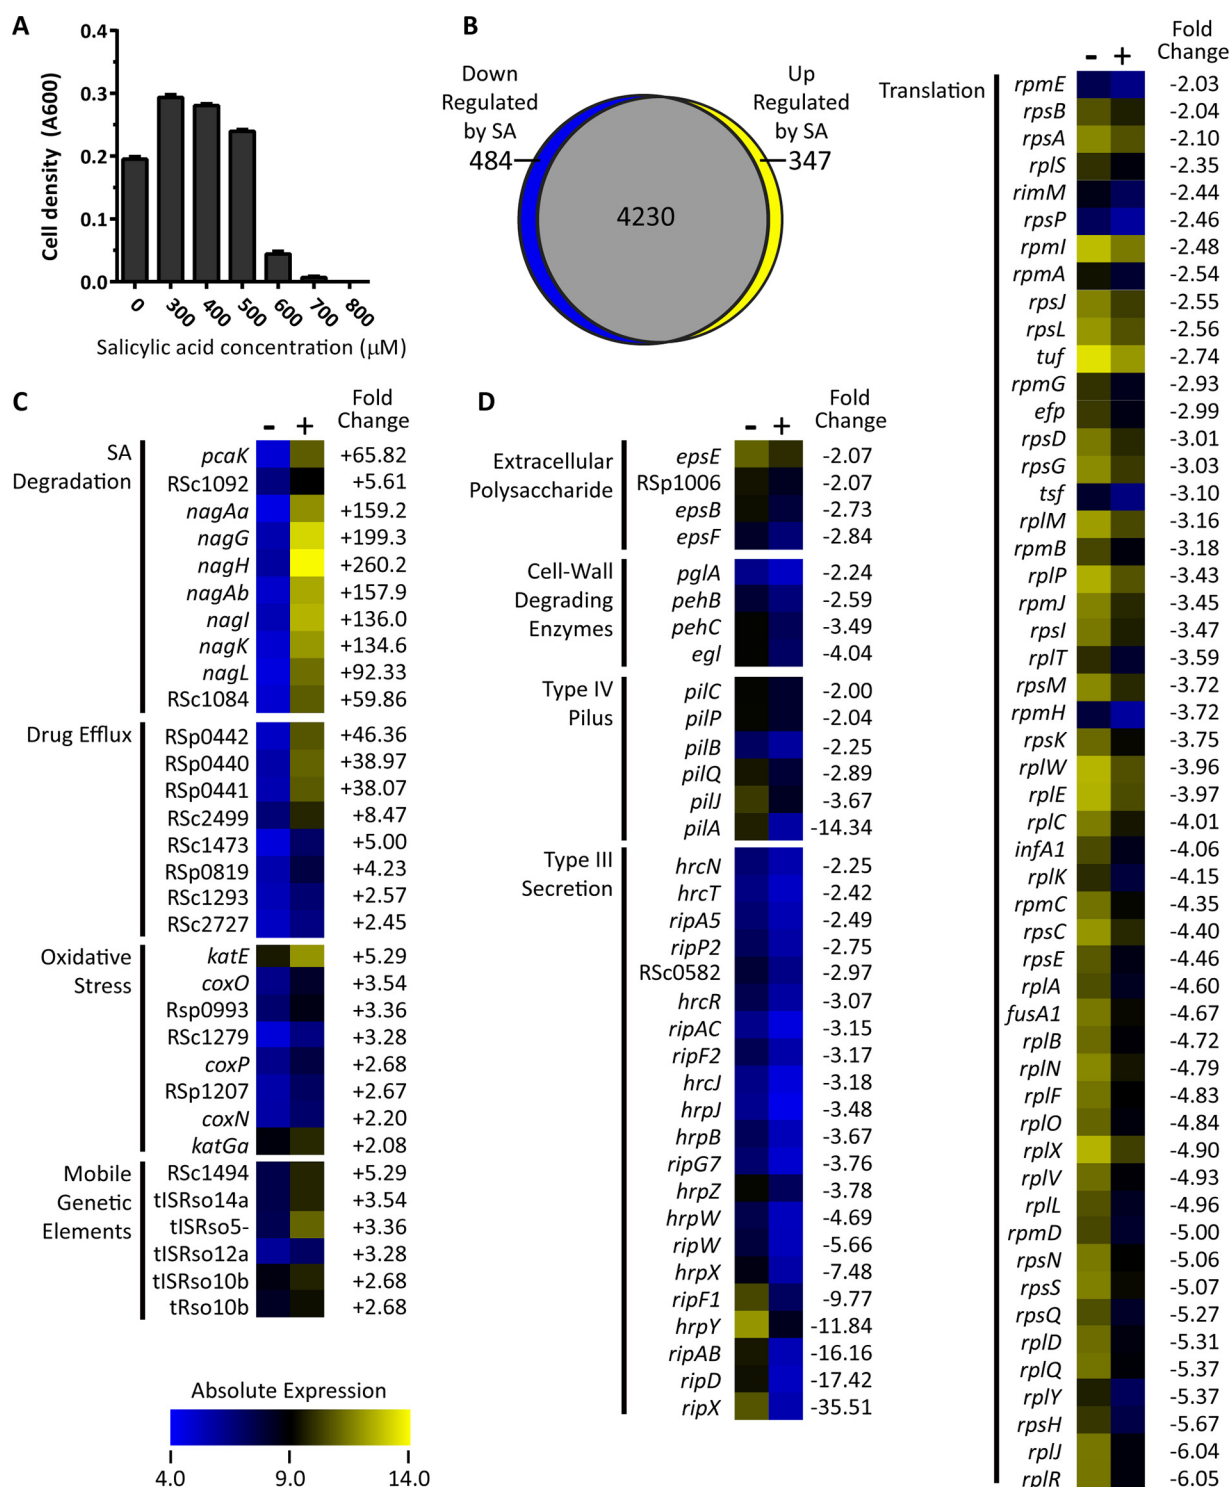 A
0.4
0.3
0.2
0.1
0.0
Cell density (A600)
0
300
400
500
600
700
800
Salicylic acid concentration (μM)
B
Down
Regulated
by SA
484
Up
Regulated
by SA
347
4230
C
- +
Fold
Change
SA
Degradation
pcaK +65.82
RSc1092 +5.61
nagAa +159.2
nagG +199.3
nagH +260.2
nagAb +157.9
nagI +136.0
nagK +134.6
nagL +92.33
RSc1084 +59.86
Drug Efflux
RSp0442 +46.36
RSp0440 +38.97
RSp0441 +38.07
RSc2499 +8.47
RSc1473 +5.00
RSp0819 +4.23
RSc1293 +2.57
RSc2727 +2.45
Oxidative
Stress
katE +5.29
coxO +3.54
Rsp0993 +3.36
RSc1279 +3.28
coxP +2.68
RSp1207 +2.67
coxN +2.20
katGa +2.08
Mobile
Genetic
Elements
RSc1494 +5.29
tISRso14a +3.54
tISRso5- +3.36
tISRso12a +3.28
tISRso10b +2.68
tRso10b +2.68
Absolute Expression
4.0 9.0 14.0
D
- +
Fold
Change
Extracellular
Polysaccharide
epsE -2.07
RSp1006 -2.07
epsB -2.73
epsF -2.84
Cell-Wall
Degrading
Enzymes
pglA -2.24
pehB -2.59
pehC -3.49
egl -4.04
Type IV
Pilus
pilC -2.00
pilP -2.04
pilB -2.25
pilQ -2.89
pilJ -3.67
pilA -14.34
Type III
Secretion
hrcN -2.25
hrcT -2.42
ripA5 -2.49
ripP2 -2.75
RSc0582 -2.97
hrcR -3.07
ripAC -3.15
ripF2 -3.17
hrcJ -3.18
hrpJ -3.48
hrpB -3.67
ripG7 -3.76
hrpZ -3.78
hrpW -4.69
ripW -5.66
hrpX -7.48
ripF1 -9.77
hrpY -11.84
ripAB -16.16
ripD -17.42
ripX -35.51
- +
Fold
Change
Translation
rpmE -2.03
rpsB -2.04
rpsA -2.10
rplS -2.35
rimM -2.44
rpsP -2.46
rpmI -2.48
rpmA -2.54
rpsJ -2.55
rpsL -2.56
tuf -2.74
rpmG -2.93
efp -2.99
rpsD -3.01
rpsG -3.03
tsf -3.10
rplM -3.16
rpmB -3.18
rplP -3.43
rpmJ -3.45
rpsI -3.47
rplT -3.59
rpsM -3.72
rpmH -3.72
rpsK -3.75
rplW -3.96
rplE -3.97
rplC -4.01
infA1 -4.06
rplK -4.15
rpmC -4.35
rpsC -4.40
rpsE -4.46
rplA -4.60
fusA1 -4.67
rplB -4.72
rplN -4.79
rplF -4.83
rplO -4.84
rplX -4.90
rplV -4.93
rplL -4.96
rpmD -5.00
rpsN -5.06
rpsS -5.07
rpsQ -5.27
rplD -5.31
rplQ -5.37
rplY -5.37
rpsH -5.67
rplJ -6.04
rplR -6.05